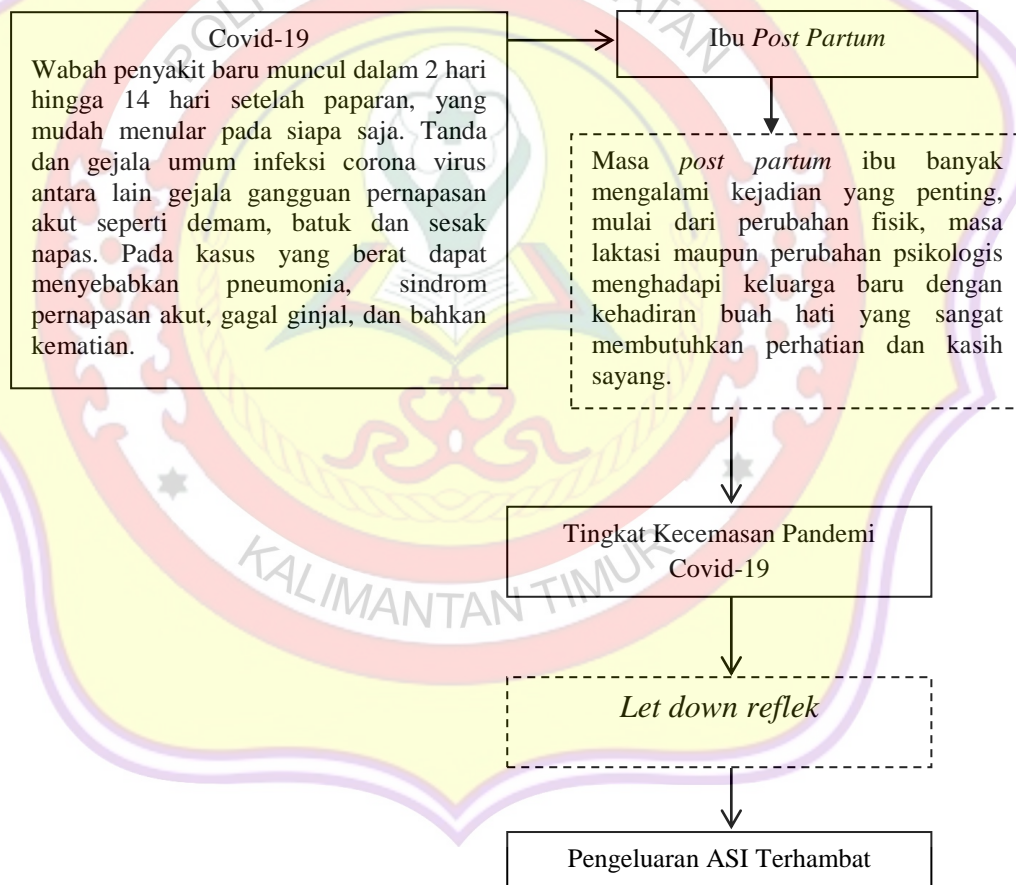 Covid-19
Wabah penyakit baru muncul dalam 2 hari
hingga 14 hari setelah paparan, yang
mudah menular pada siapa saja. Tanda
dan gejala umum infeksi corona virus
antara lain gejala gangguan pernapasan
akut seperti demam, batuk dan sesak
napas. Pada kasus yang berat dapat
menyebabkan pneumonia, sindrom
pernapasan akut, gagal ginjal, dan bahkan
kematian.
Ibu Post Partum
Masa post partum ibu banyak
mengalami kejadian yang penting,
mulai dari perubahan fisik, masa
laktasi maupun perubahan psikologis
menghadapi keluarga baru dengan
kehadiran buah hati yang sangat
membutuhkan perhatian dan kasih
sayang.
Tingkat Kecemasan Pandemi
Covid-19
Let down reflek
Pengeluaran ASI Terhambat
KALIMANTAN TIMUR